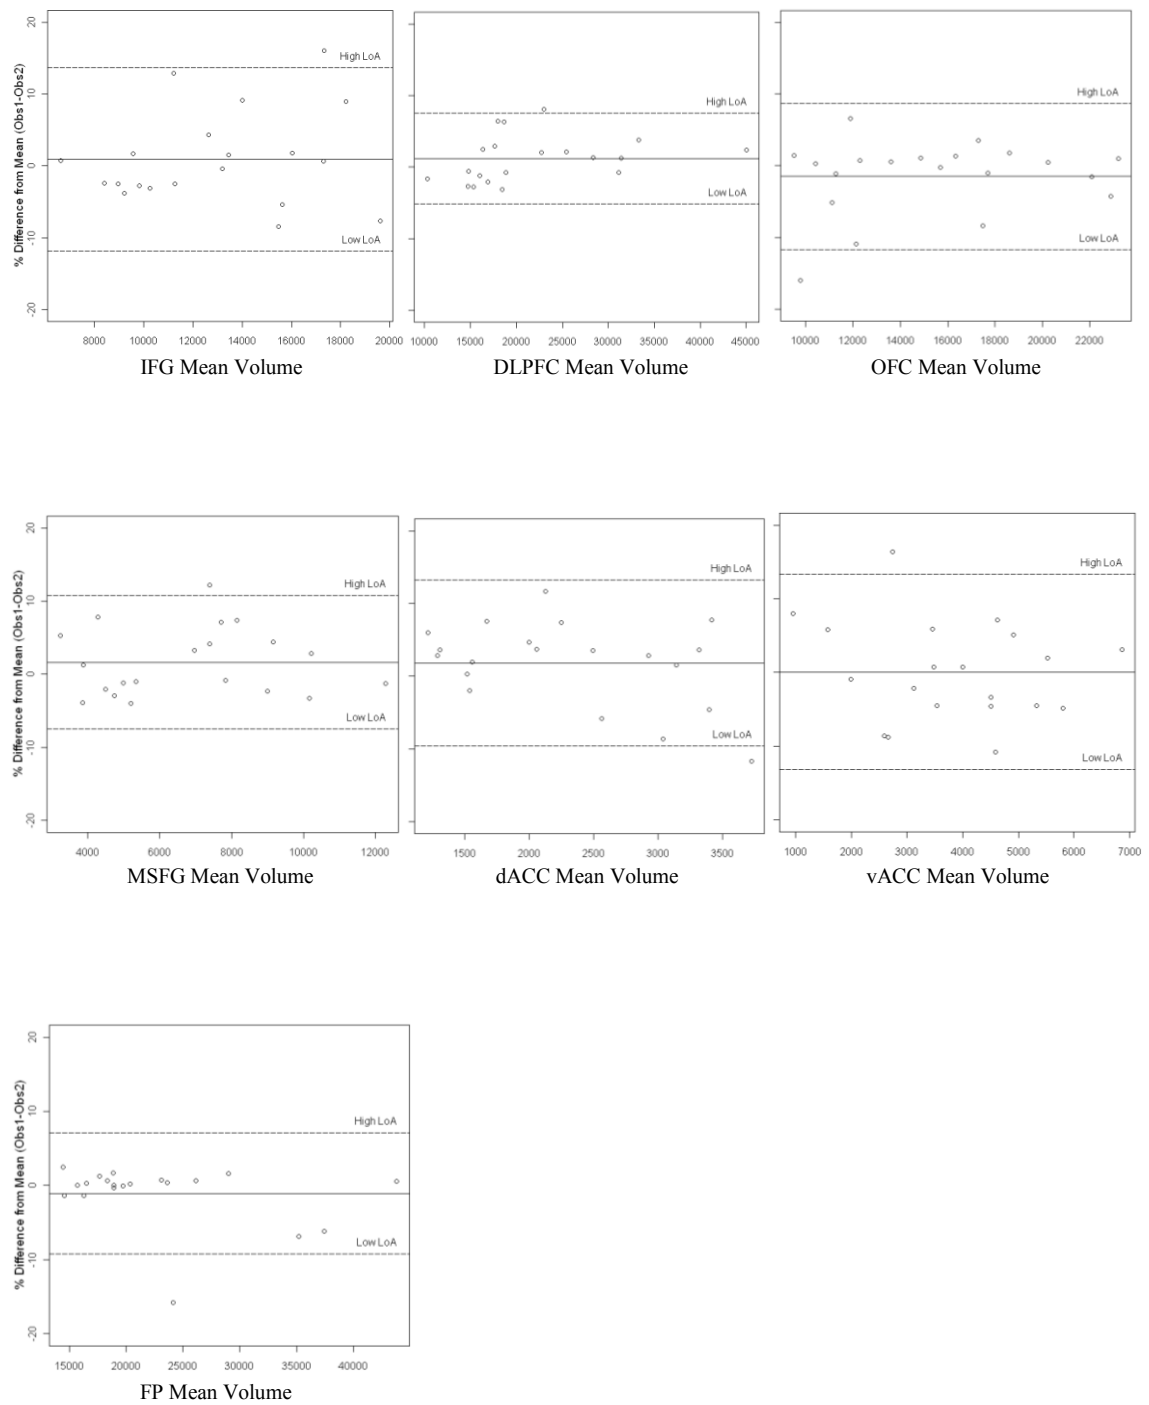 % Difference from Mean (Obs1-Obs2)
20
10
0
-10
-20
High LoA
Low LoA
8000 10000 12000 14000 16000 18000 20000
IFG Mean Volume
High LoA
Low LoA
10000 15000 20000 25000 30000 35000 40000 45000
DLPFC Mean Volume
High LoA
Low LoA
10000 12000 14000 16000 18000 20000 22000
OFC Mean Volume
% Difference from Mean (Obs1-Obs2)
20
10
0
-10
-20
High LoA
Low LoA
4000 6000 8000 10000 12000
MSFG Mean Volume
High LoA
Low LoA
1500 2000 2500 3000 3500
dACC Mean Volume
High LoA
Low LoA
1000 2000 3000 4000 5000 6000 7000
vACC Mean Volume
% Difference from Mean (Obs1-Obs2)
20
10
0
-10
-20
High LoA
Low LoA
15000 20000 25000 30000 35000 40000
FP Mean Volume